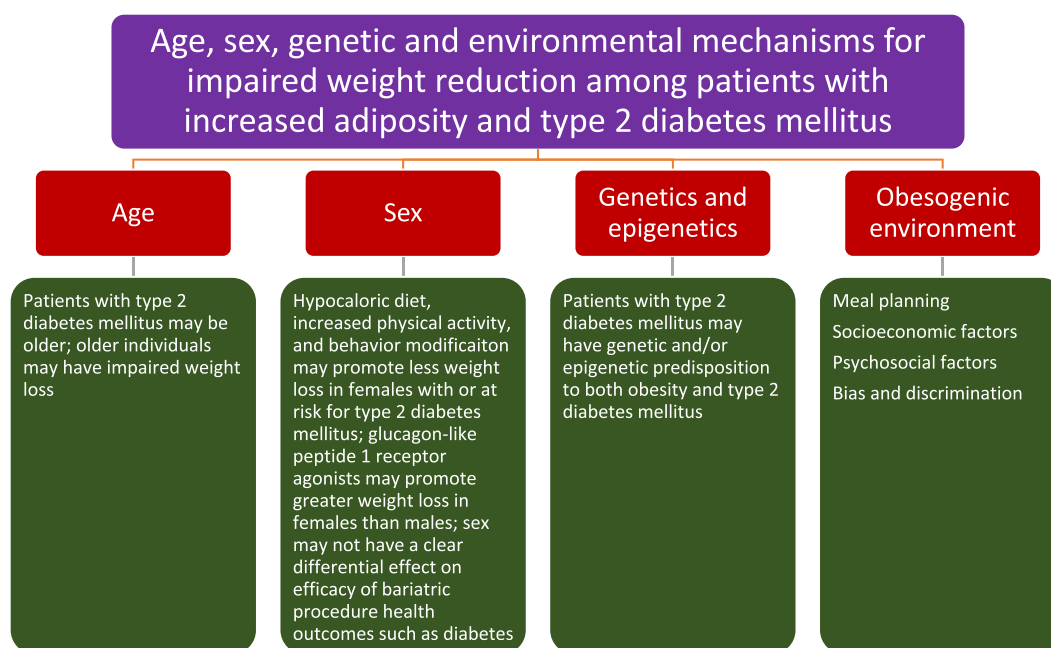 Age, sex, genetic and environmental mechanisms for
impaired weight reduction among patients with
increased adiposity and type 2 diabetes mellitus
Age
Patients with type 2
diabetes mellitus may be
older; older individuals
may have impaired weight
loss
Sex
Hypocaloric diet,
increased physical activity,
and behavior modificaiton
may promote less weight
loss in females with or at
risk for type 2 diabetes
mellitus; glucagon-like
peptide 1 receptor
agonists may promote
greater weight loss in
females than males; sex
may not have a clear
differential effect on
efficacy of bariatric
procedure health
outcomes such as diabetes
Genetics and
epigenetics
Patients with type 2
diabetes mellitus may
have genetic and/or
epigenetic predisposition
to both obesity and type 2
diabetes mellitus
Obesogenic
environment
Meal planning
Socioeconomic factors
Psychosocial factors
Bias and discrimination